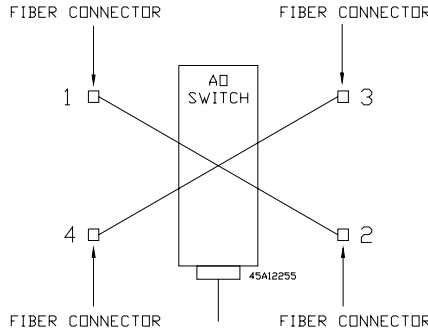 FIBER CONNECTOR FIBER CONNECTOR
AO
SWITCH
1 3
4 2
45A12255
FIBER CONNECTOR FIBER CONNECTOR